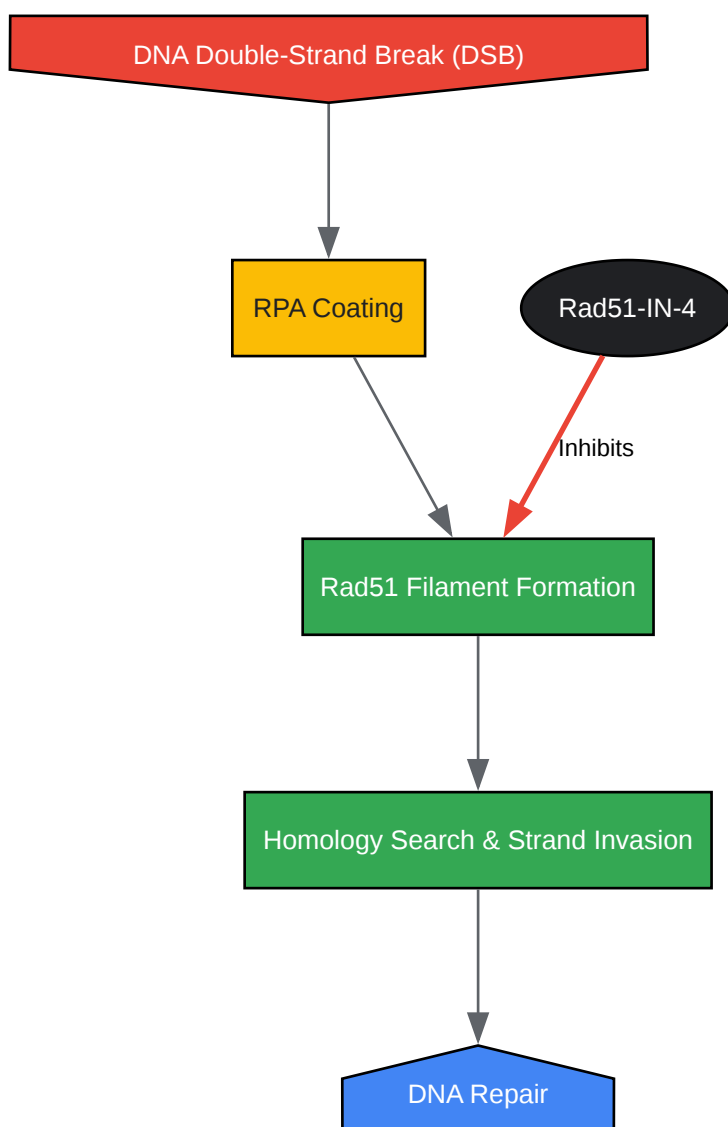 DNA Double-Strand Break (DSB)
RPA Coating
Rad51-IN-4
Inhibits
Rad51 Filament Formation
Homology Search & Strand Invasion
DNA Repair